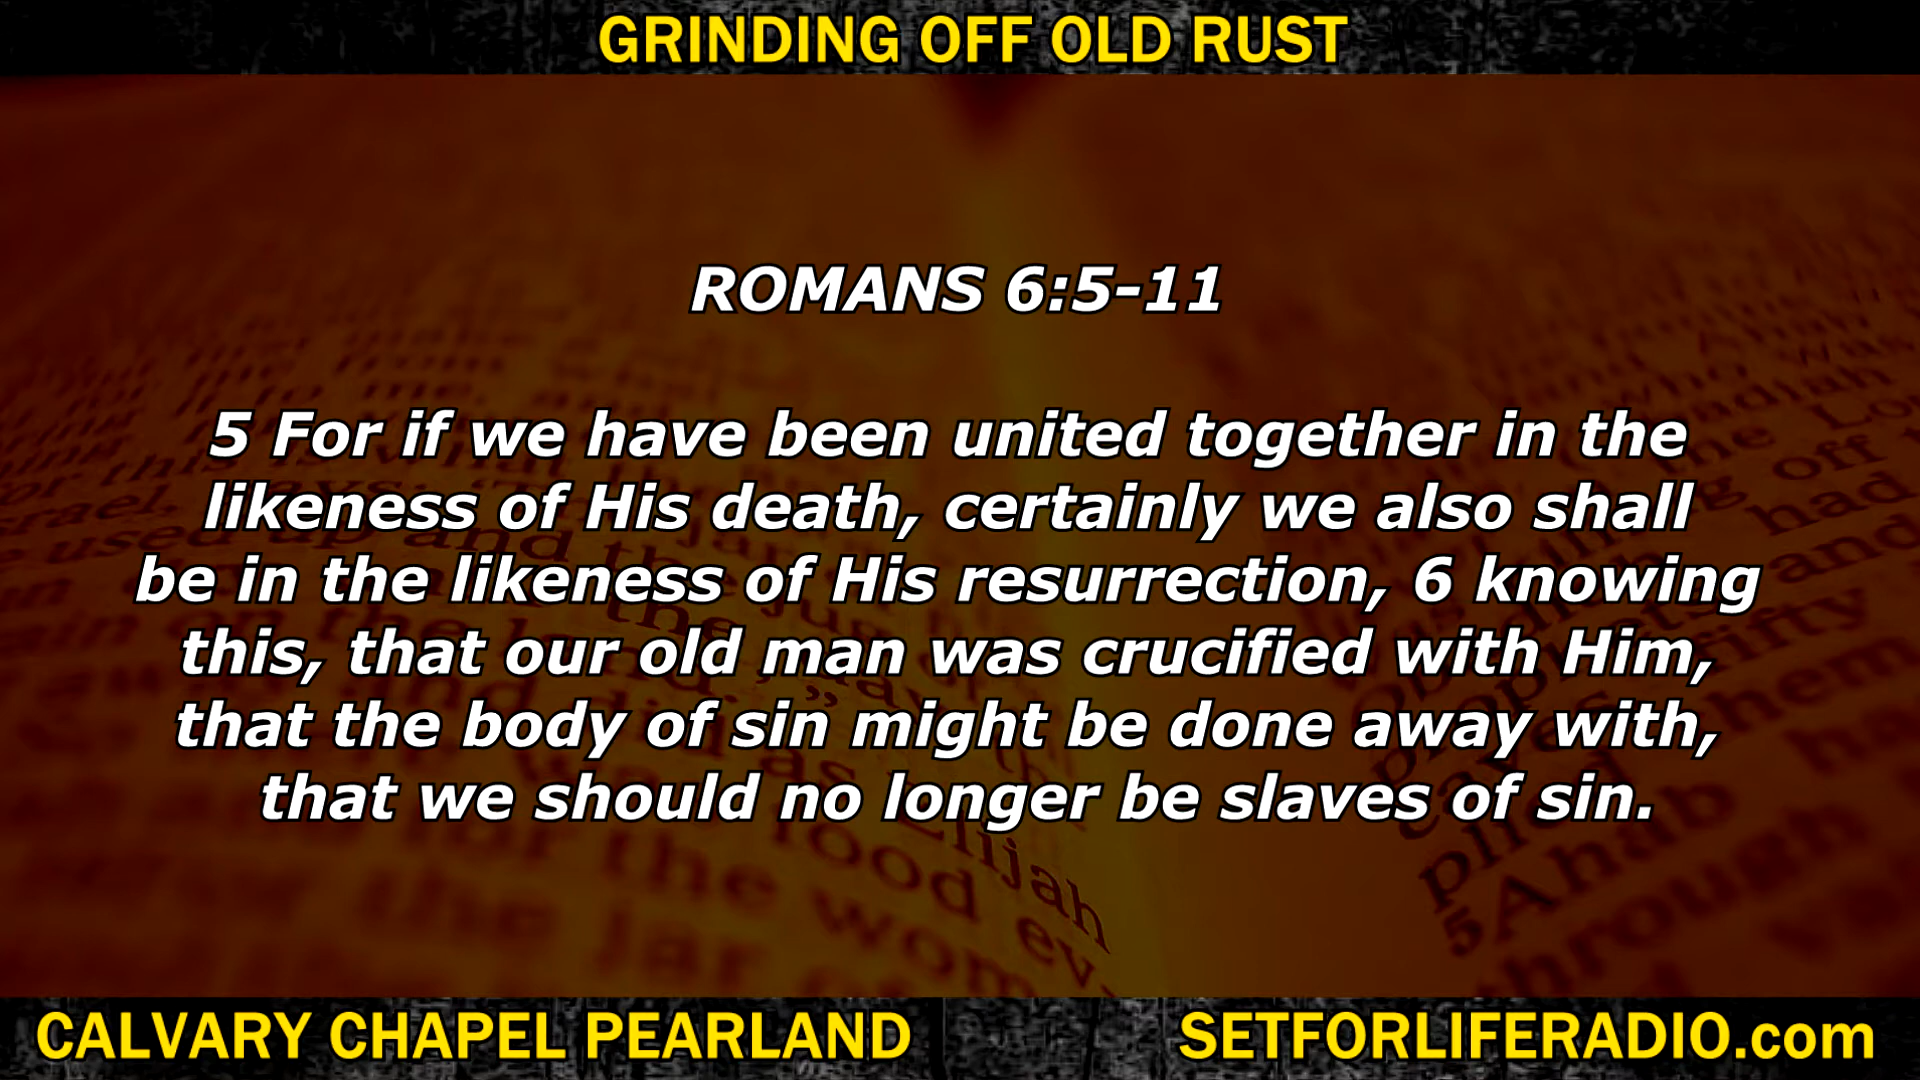 GRINDING OFF OLD RUST
ROMANS 6:5-11
5 For if we have been united together in the
likeness of His death, certainly we also shall
be in the likeness of His resurrection, 6 knowing
this, that our old man was crucified with Him,
that the body of sin might be done away with,
that we should no longer be slaves of sin.
CALVARY CHAPEL PEARLAND
SETFORLIFERADIO.com